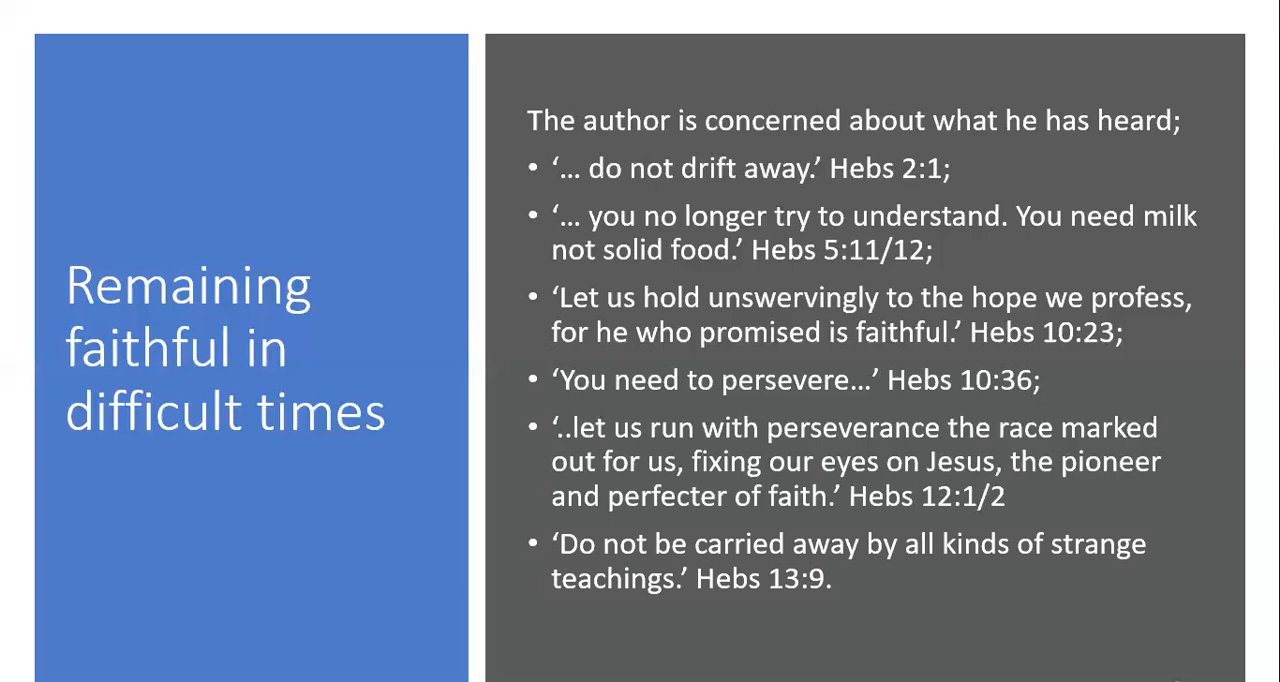 Remaining
faithful in
difficult times
The author is concerned about what he has heard;
• ‘… do not drift away.’ Hebs 2:1;
• ‘… you no longer try to understand. You need milk
not solid food.’ Hebs 5:11/12;
• ‘Let us hold unswervingly to the hope we profess,
for he who promised is faithful.’ Hebs 10:23;
• ‘You need to persevere…’ Hebs 10:36;
• ‘..let us run with perseverance the race marked
out for us, fixing our eyes on Jesus, the pioneer
and perfecter of faith.’ Hebs 12:1/2
• ‘Do not be carried away by all kinds of strange
teachings.’ Hebs 13:9.